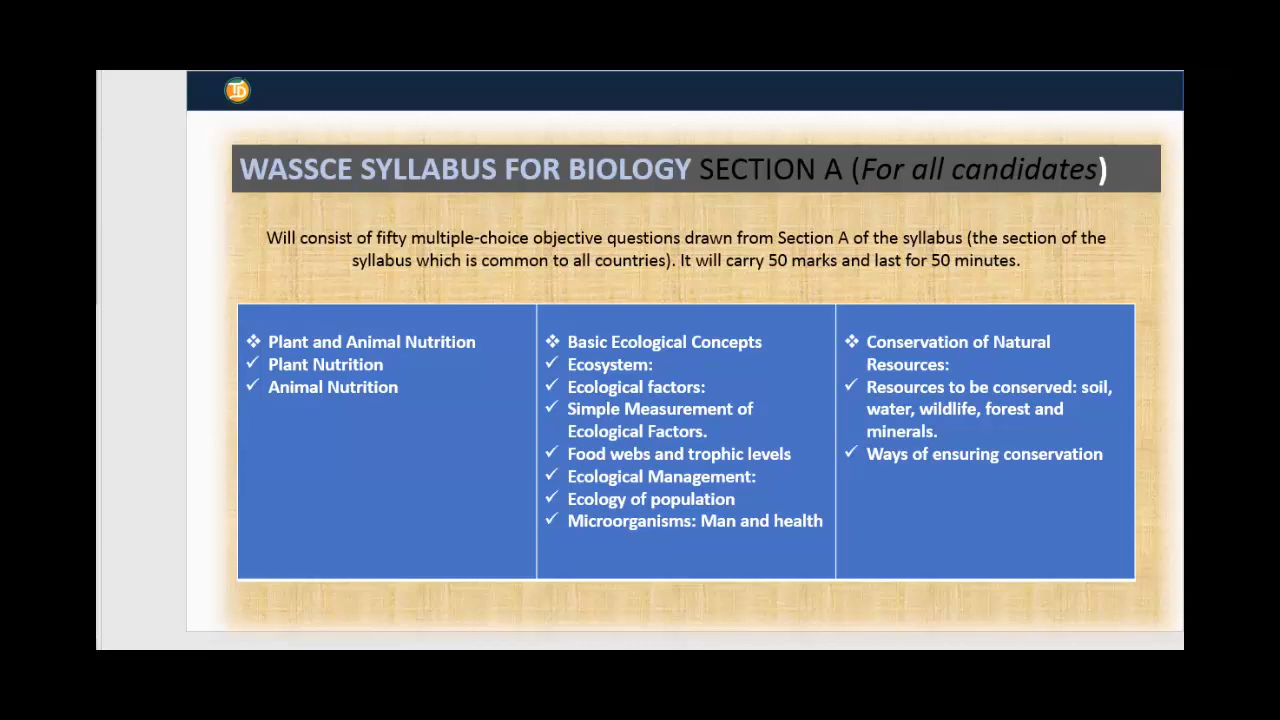 TD
WASSCE SYLLABUS FOR BIOLOGY SECTION A (For all candidates)
Will consist of fifty multiple-choice objective questions drawn from Section A of the syllabus (the section of the
syllabus which is common to all countries). It will carry 50 marks and last for 50 minutes.
❖ Plant and Animal Nutrition
✓ Plant Nutrition
✓ Animal Nutrition
❖ Basic Ecological Concepts
✓ Ecosystem:
✓ Ecological factors:
✓ Simple Measurement of
Ecological Factors.
✓ Food webs and trophic levels
✓ Ecological Management:
✓ Ecology of population
✓ Microorganisms: Man and health
❖ Conservation of Natural
Resources:
✓ Resources to be conserved: soil,
water, wildlife, forest and
minerals.
✓ Ways of ensuring conservation